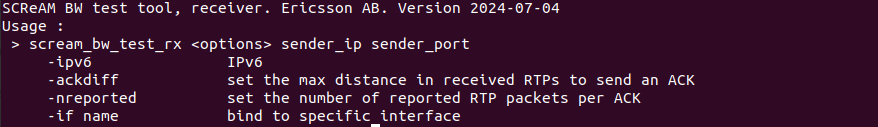 SCReAM BW test tool, receiver. Ericsson AB. Version 2024-07-04
Usage :
 > scream_bw_test_rx <options> sender_ip sender_port
     -ipv6                 IPv6
     -ackdiff              set the max distance in received RTPs to send an ACK
     -nreported            set the number of reported RTP packets per ACK
     -if name              bind to specific interface